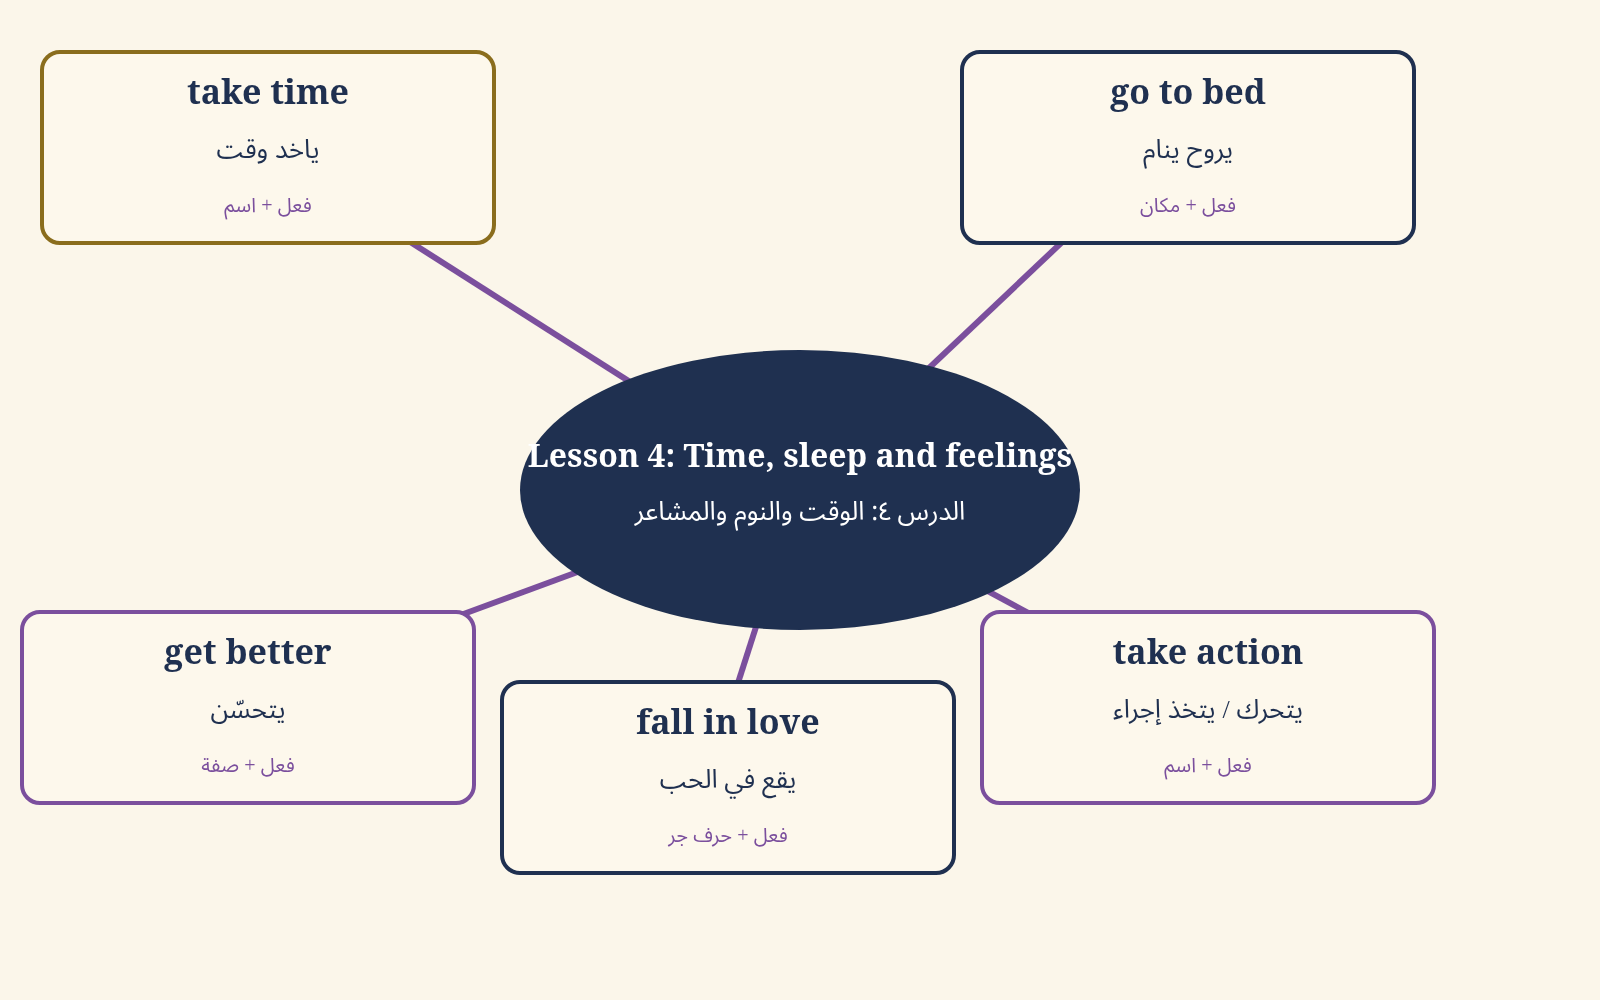 take time
ياخد وقت
فعل + اسم
go to bed
يروح ينام
فعل + مكان
Lesson 4: Time, sleep and feelings
الدرس ٤: الوقت والنوم والمشاعر
get better
يتحسّن
فعل + صفة
fall in love
يقع في الحب
فعل + حرف جر
take action
يتحرك / يتخذ إجراء
فعل + اسم